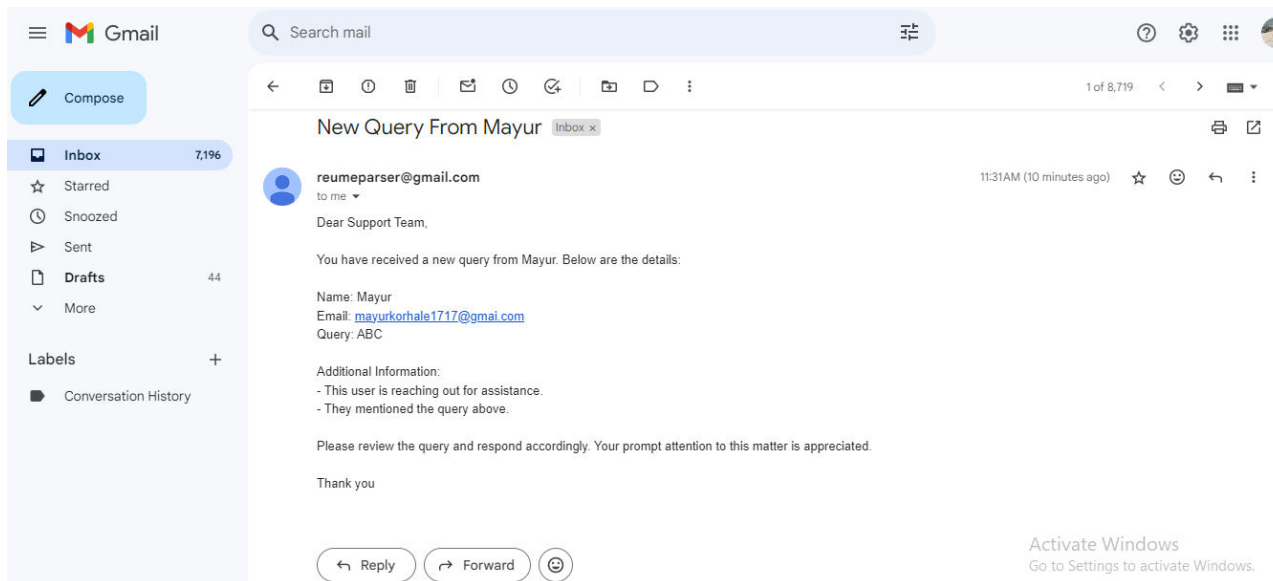 Gmail
Search mail
Compose
Inbox 7,196
Starred
Snoozed
Sent
Drafts 44
More
Labels +
Conversation History
1 of 8,719
New Query From Mayur Inbox x
reumeparser@gmail.com 11:31 AM (10 minutes ago)
to me
Dear Support Team,
You have received a new query from Mayur. Below are the details:
Name: Mayur
Email: mayurkorhale1717@gmai.com
Query: ABC
Additional Information:
- This user is reaching out for assistance.
- They mentioned the query above.
Please review the query and respond accordingly. Your prompt attention to this matter is appreciated.
Thank you
Reply Forward
Activate Windows
Go to Settings to activate Windows.